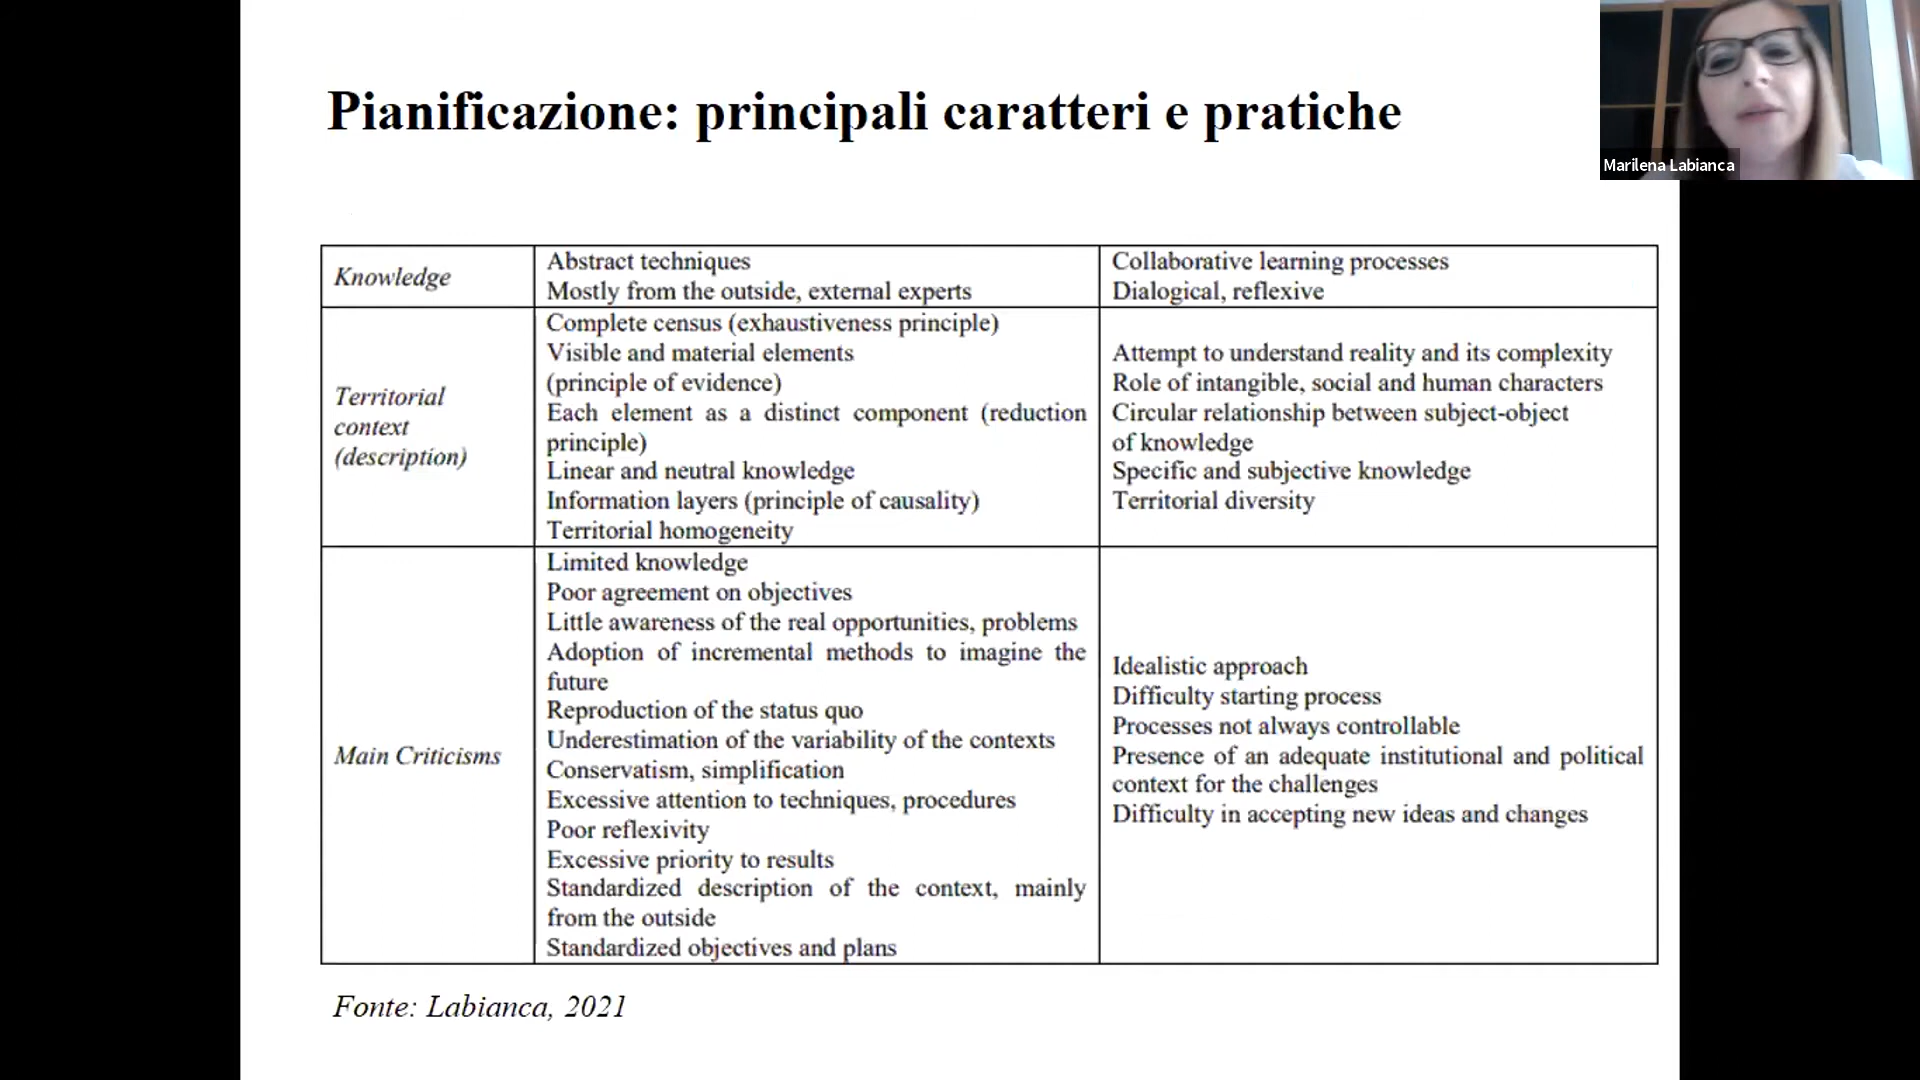 Pianificazione: principali caratteri e pratiche
Marilena Labianca
Knowledge
Abstract techniques
Mostly from the outside, external experts
Collaborative learning processes
Dialogical, reflexive
Territorial
context
(description)
Complete census (exhaustiveness principle)
Visible and material elements
(principle of evidence)
Each element as a distinct component (reduction
principle)
Linear and neutral knowledge
Information layers (principle of causality)
Territorial homogeneity
Attempt to understand reality and its complexity
Role of intangible, social and human characters
Circular relationship between subject-object
of knowledge
Specific and subjective knowledge
Territorial diversity
Main Criticisms
Limited knowledge
Poor agreement on objectives
Little awareness of the real opportunities, problems
Adoption of incremental methods to imagine the
future
Reproduction of the status quo
Underestimation of the variability of the contexts
Conservatism, simplification
Excessive attention to techniques, procedures
Poor reflexivity
Excessive priority to results
Standardized description of the context, mainly
from the outside
Standardized objectives and plans
Idealistic approach
Difficulty starting process
Processes not always controllable
Presence of an adequate institutional and political
context for the challenges
Difficulty in accepting new ideas and changes
Fonte: Labianca, 2021